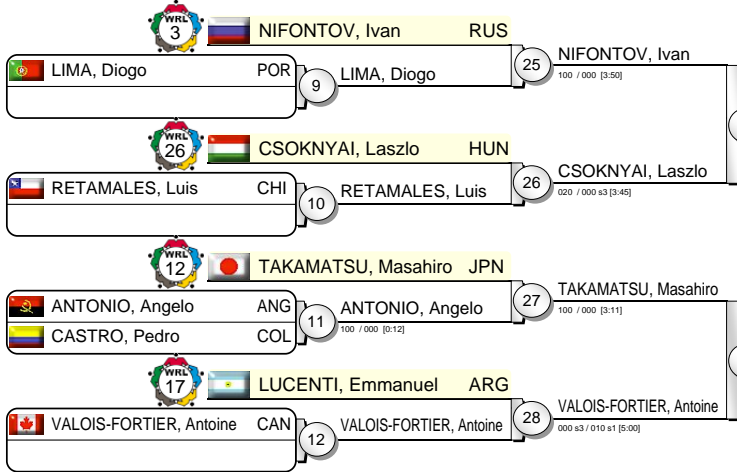 WRL
3
NIFONTOV, Ivan RUS
LIMA, Diogo POR
9
LIMA, Diogo
25
NIFONTOV, Ivan
100 / 000 [3:50]
WRL
26
CSOKNYAI, Laszlo HUN
RETAMALES, Luis CHI
10
RETAMALES, Luis
26
CSOKNYAI, Laszlo
020 / 000 s3 [3:45]
WRL
12
TAKAMATSU, Masahiro JPN
ANTONIO, Angelo ANG
CASTRO, Pedro COL
11
ANTONIO, Angelo
100 / 000 [0:12]
27
TAKAMATSU, Masahiro
100 / 000 [3:11]
WRL
17
LUCENTI, Emmanuel ARG
VALOIS-FORTIER, Antoine CAN
12
VALOIS-FORTIER, Antoine
28
VALOIS-FORTIER, Antoine
000 s3 / 010 s1 [5:00]